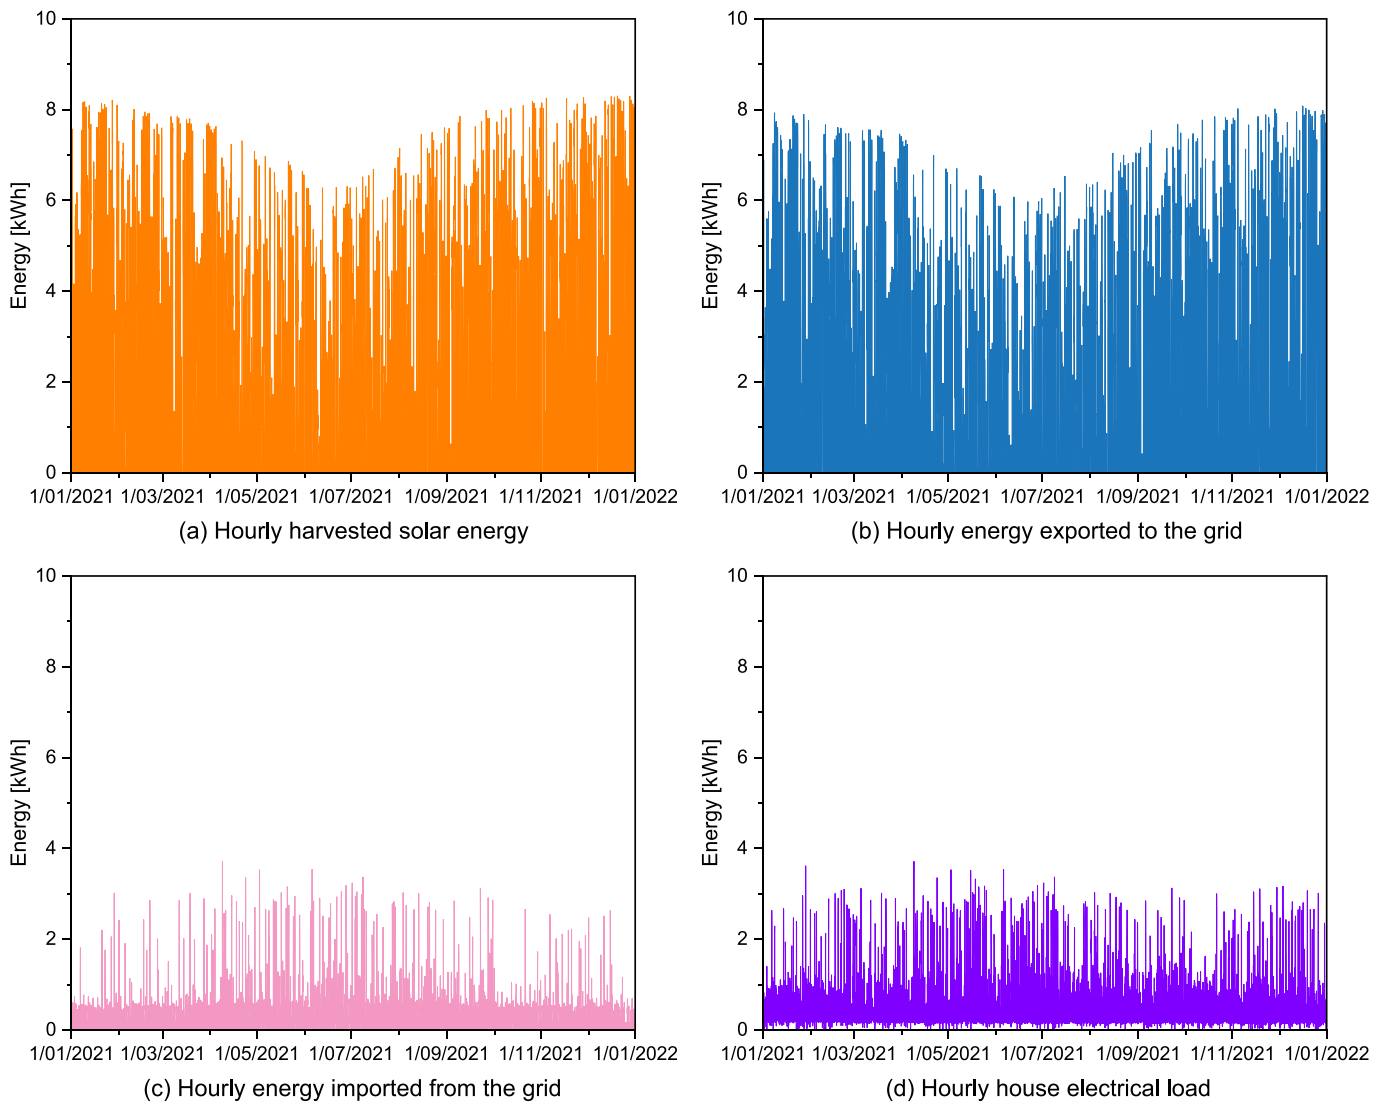 10
8
6
4
2
0
Energy [kWh]
1/01/2021 1/03/2021 1/05/2021 1/07/2021 1/09/2021 1/11/2021 1/01/2022
(a) Hourly harvested solar energy
10
8
6
4
2
0
Energy [kWh]
1/01/2021 1/03/2021 1/05/2021 1/07/2021 1/09/2021 1/11/2021 1/01/2022
(b) Hourly energy exported to the grid
10
8
6
4
2
0
Energy [kWh]
1/01/2021 1/03/2021 1/05/2021 1/07/2021 1/09/2021 1/11/2021 1/01/2022
(c) Hourly energy imported from the grid
10
8
6
4
2
0
Energy [kWh]
1/01/2021 1/03/2021 1/05/2021 1/07/2021 1/09/2021 1/11/2021 1/01/2022
(d) Hourly house electrical load